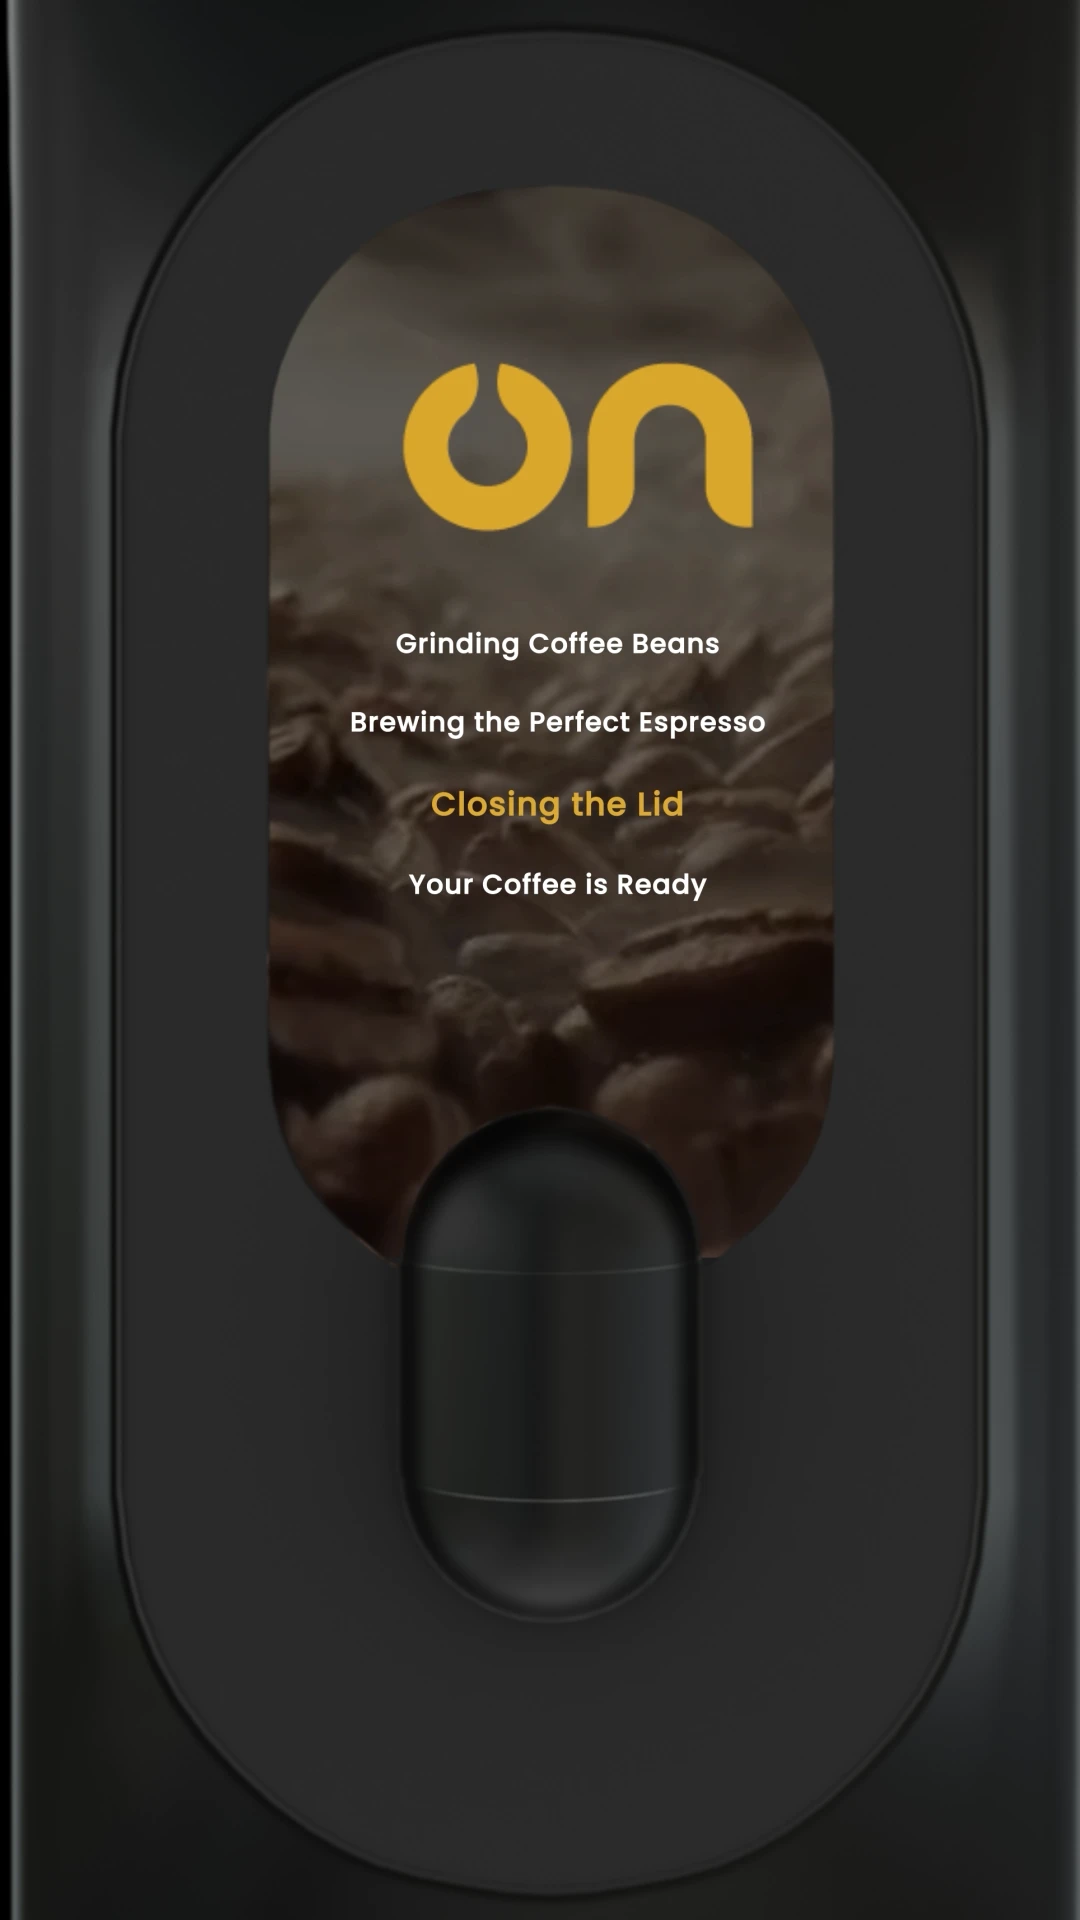 on
Grinding Coffee Beans
Brewing the Perfect Espresso
Closing the Lid
Your Coffee is Ready